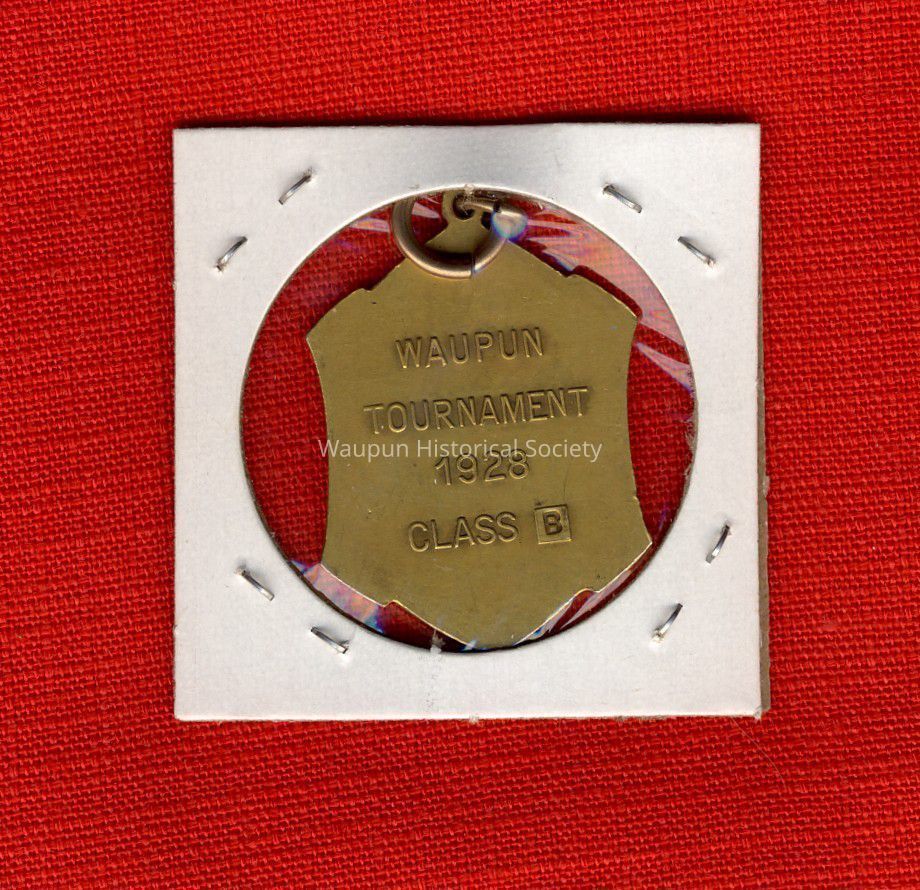 WAUPUN
TOURNAMENT
Waupun Historical Society
1928
CLASS B